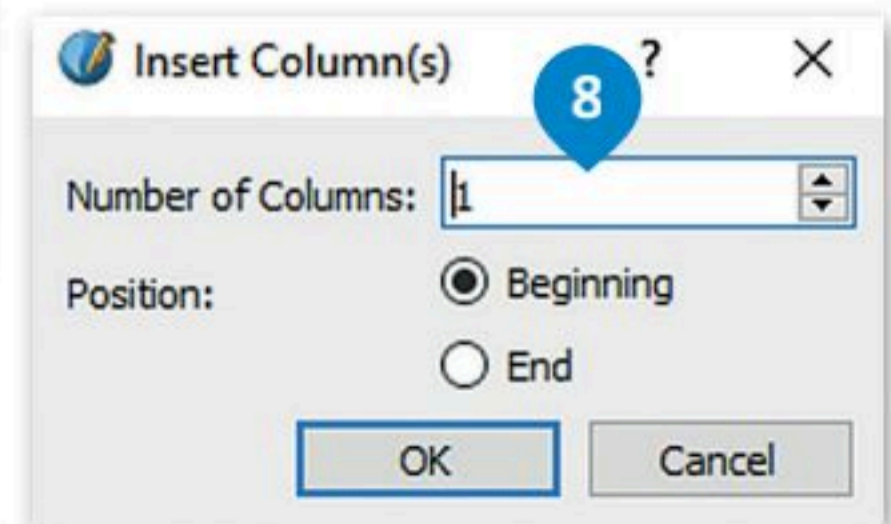 Insert Column(s) ?
8
Number of Columns: 1
Position: Beginning
End
OK Cancel